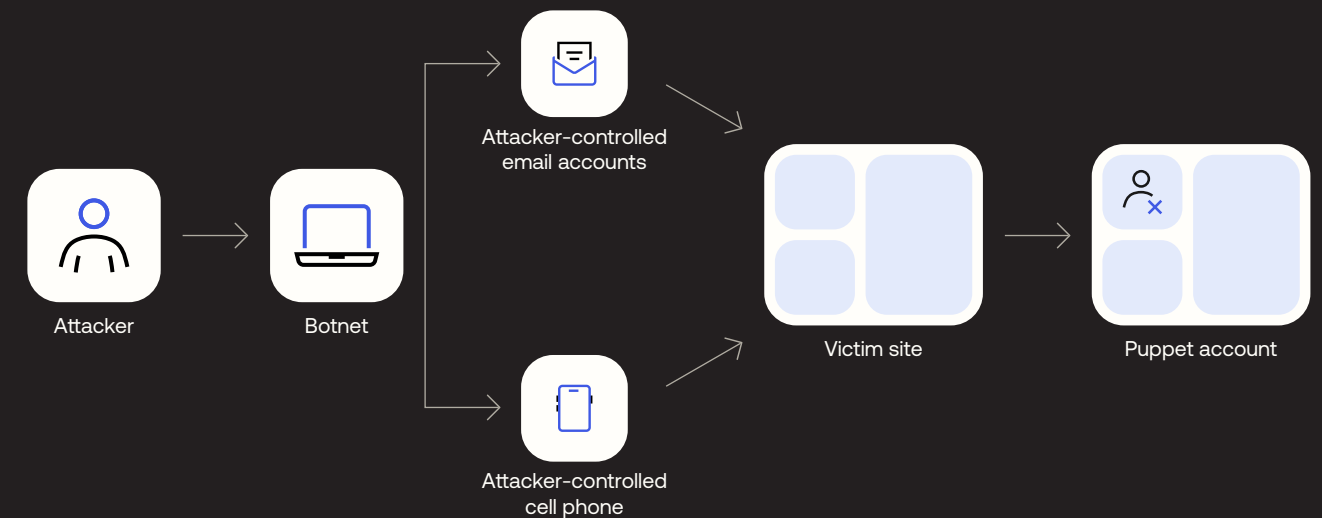 Attacker-controlled
email accounts
Attacker
Botnet
Victim site
Puppet account
Attacker-controlled
cell phone